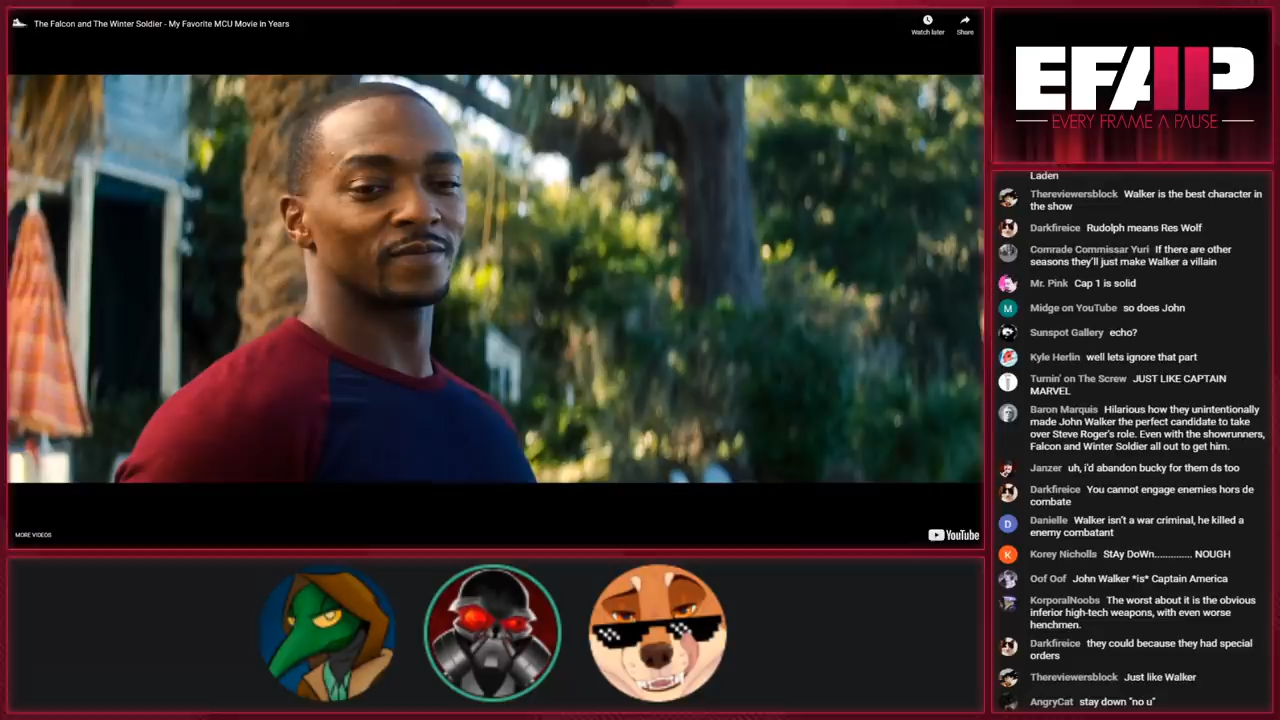 The Falcon and The Winter Soldier - My Favorite MCU Movie in Years
Watch later
Share
MORE VIDEOS
YouTube
EFAP
EVERY FRAME A PAUSE
Laden
Thereviewersblock Walker is the best character in
the show
Darkfireice Rudolph means Res Wolf
Comrade Commissar Yuri If there are other
seasons they'll just make Walker a villain
Mr. Pink Cap 1 is solid
M
Midge on YouTube so does John
Sunspot Gallery echo?
Kyle Herlin well lets ignore that part
Turnin' on The Screw JUST LIKE CAPTAIN
MARVEL
Baron Marquis Hilarious how they unintentionally
made John Walker the perfect candidate to take
over Steve Roger's role. Even with the showrunners,
Falcon and Winter Soldier all out to get him.
Janzer uh, i'd abandon bucky for them ds too
Darkfireice You cannot engage enemies hors de
combate
D
Danielle Walker isn't a war criminal, he killed a
enemy combatant
K
Korey Nicholls StAy DoWn.............. NOUGH
Oof Oof John Walker *is* Captain America
KorporalNoobs The worst about it is the obvious
inferior high-tech weapons, with even worse
henchmen.
Darkfireice they could because they had special
orders
Thereviewersblock Just like Walker
AngryCat stay down "no u"